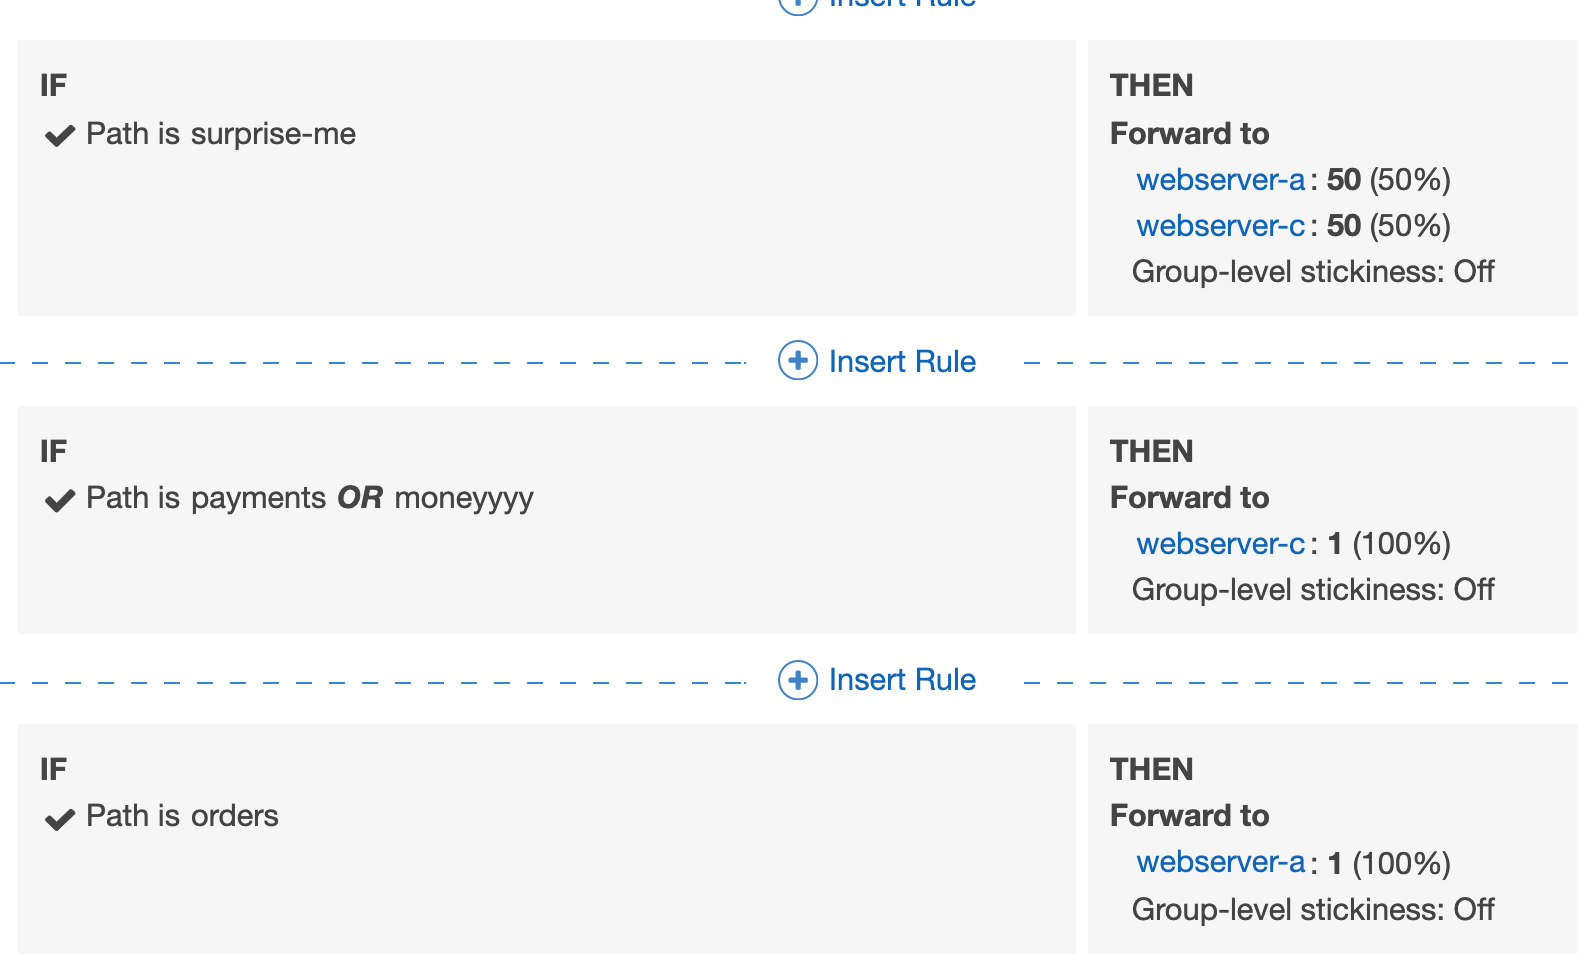 Insert Rule
IF
Path is surprise-me
THEN
Forward to
webserver-a: 50 (50%)
webserver-c: 50 (50%)
Group-level stickiness: Off
Insert Rule
IF
Path is payments OR moneyyyy
THEN
Forward to
webserver-c: 1 (100%)
Group-level stickiness: Off
Insert Rule
IF
Path is orders
THEN
Forward to
webserver-a: 1 (100%)
Group-level stickiness: Off